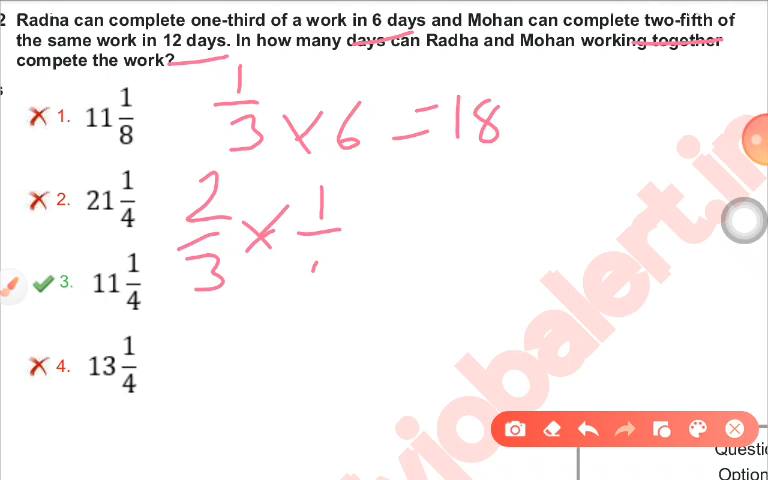 2 Radha can complete one-third of a work in 6 days and Mohan can complete two-fifth of
the same work in 12 days. In how many days can Radha and Mohan working together
compete the work?
1. 11 1/8
1/3 × 6 = 18
2. 21 1/4
2/3 × 1/
3. 11 1/4
4. 13 1/4
viobalert.in
Questi
Option